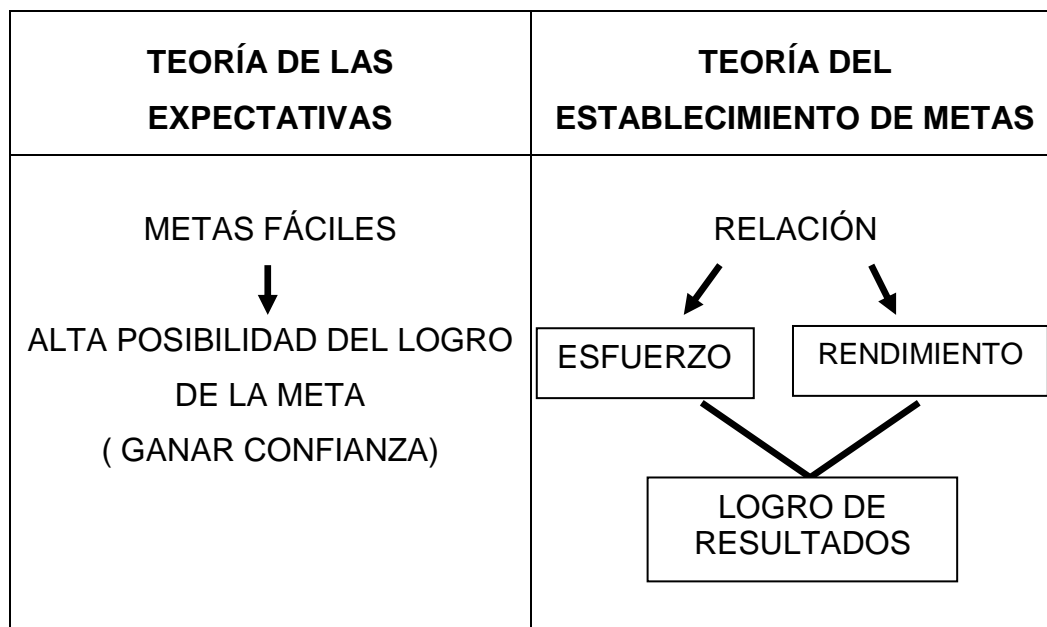 TEORÍA DE LAS
EXPECTATIVAS
TEORÍA DEL
ESTABLECIMIENTO DE METAS
METAS FÁCILES
ALTA POSIBILIDAD DEL LOGRO
DE LA META
( GANAR CONFIANZA)
RELACIÓN
ESFUERZO
RENDIMIENTO
LOGRO DE
RESULTADOS